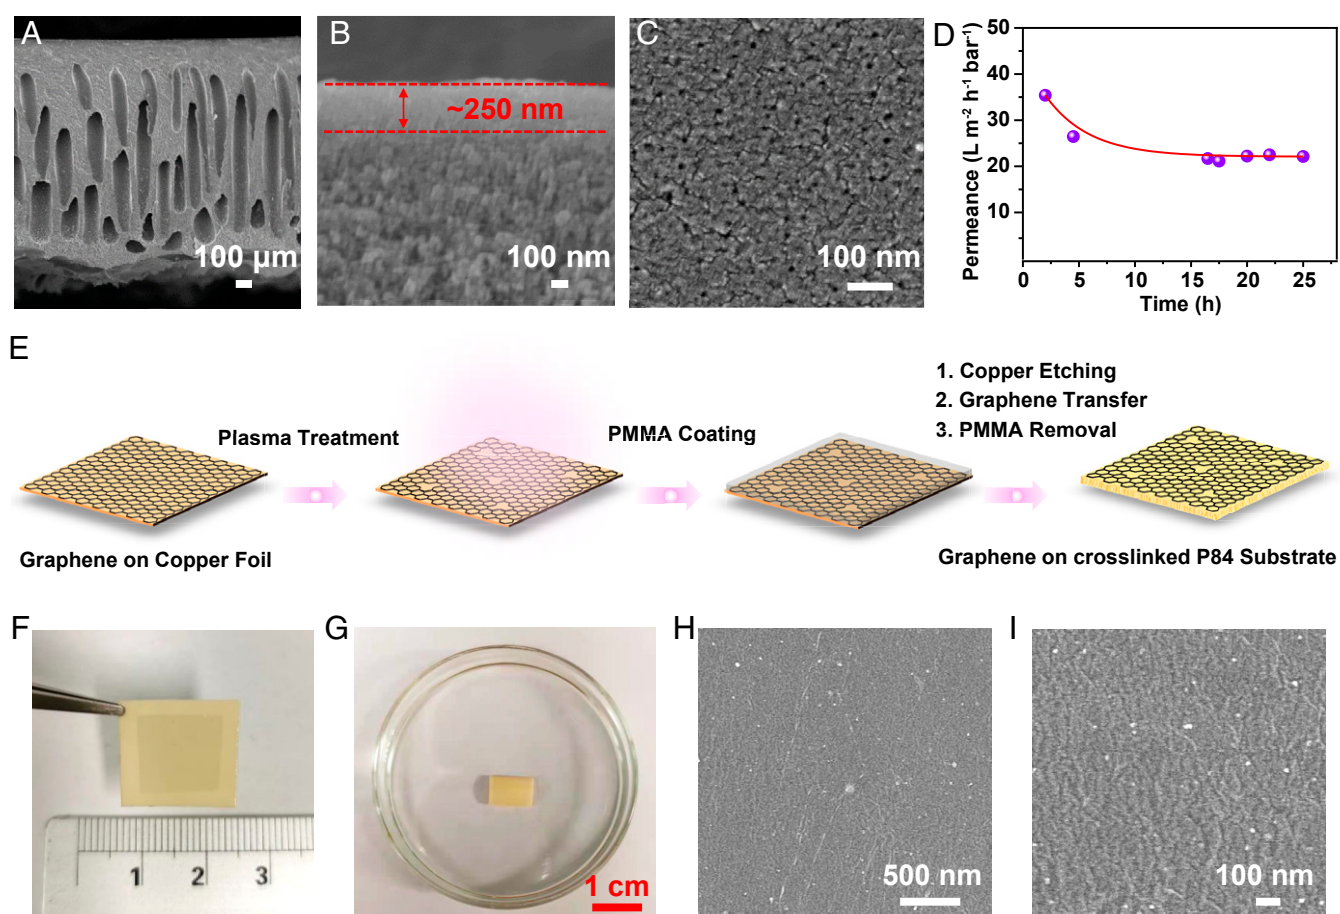 A
100 μm
B
~250 nm
100 nm
C
100 nm
D
Permeance (L m⁻² h⁻¹ bar⁻¹)
50
40
30
20
10
0
5
10
15
20
25
Time (h)
E
Plasma Treatment
PMMA Coating
1. Copper Etching
2. Graphene Transfer
3. PMMA Removal
Graphene on Copper Foil
Graphene on crosslinked P84 Substrate
F
1
2
3
G
1 cm
H
500 nm
I
100 nm